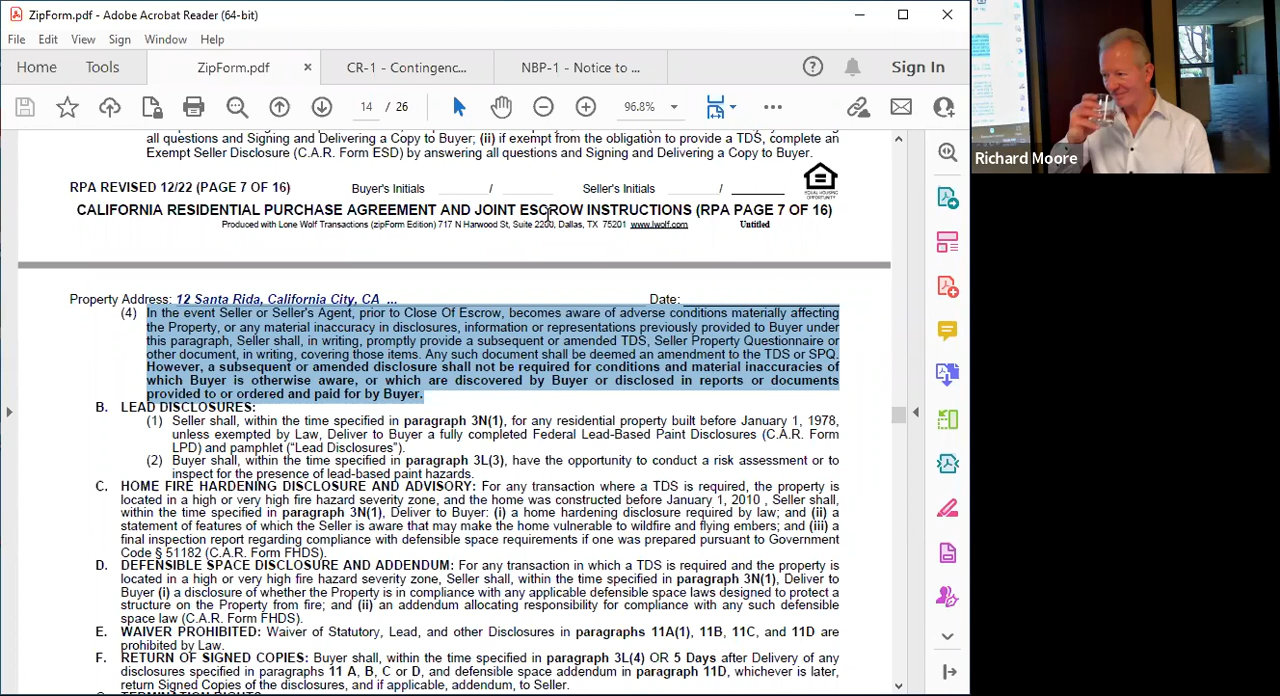 ZipForm.pdf - Adobe Acrobat Reader (64-bit)
File Edit View Sign Window Help
Home Tools ZipForm.pdf × CR-1 - Contingenc... NBP-1 - Notice to ... Sign In
14 / 26 96.8%
all questions and Signing and Delivering a Copy to Buyer; (ii) if exempt from the obligation to provide a TDS, complete an
Exempt Seller Disclosure (C.A.R. Form ESD) by answering all questions and Signing and Delivering a Copy to Buyer.
RPA REVISED 12/22 (PAGE 7 OF 16) Buyer's Initials / Seller's Initials /
EQUAL HOUSING
OPPORTUNITY
CALIFORNIA RESIDENTIAL PURCHASE AGREEMENT AND JOINT ESCROW INSTRUCTIONS (RPA PAGE 7 OF 16)
Produced with Lone Wolf Transactions (zipForm Edition) 717 N Harwood St, Suite 2200, Dallas, TX 75201 www.lwolf.com Untitled
Property Address: 12 Santa Rida, California City, CA ... Date:
(4) In the event Seller or Seller's Agent, prior to Close Of Escrow, becomes aware of adverse conditions materially affecting
the Property, or any material inaccuracy in disclosures, information or representations previously provided to Buyer under
this paragraph, Seller shall, in writing, promptly provide a subsequent or amended TDS, Seller Property Questionnaire or
other document, in writing, covering those items. Any such document shall be deemed an amendment to the TDS or SPQ.
However, a subsequent or amended disclosure shall not be required for conditions and material inaccuracies of
which Buyer is otherwise aware, or which are discovered by Buyer or disclosed in reports or documents
provided to or ordered and paid for by Buyer.
B. LEAD DISCLOSURES:
(1) Seller shall, within the time specified in paragraph 3N(1), for any residential property built before January 1, 1978,
unless exempted by Law, Deliver to Buyer a fully completed Federal Lead-Based Paint Disclosures (C.A.R. Form
LPD) and pamphlet ("Lead Disclosures").
(2) Buyer shall, within the time specified in paragraph 3L(3), have the opportunity to conduct a risk assessment or to
inspect for the presence of lead-based paint hazards.
C. HOME FIRE HARDENING DISCLOSURE AND ADVISORY: For any transaction where a TDS is required, the property is
located in a high or very high fire hazard severity zone, and the home was constructed before January 1, 2010 , Seller shall,
within the time specified in paragraph 3N(1), Deliver to Buyer: (i) a home hardening disclosure required by law; and (ii) a
statement of features of which the Seller is aware that may make the home vulnerable to wildfire and flying embers; and (iii) a
final inspection report regarding compliance with defensible space requirements if one was prepared pursuant to Government
Code § 51182 (C.A.R. Form FHDS).
D. DEFENSIBLE SPACE DISCLOSURE AND ADDENDUM: For any transaction in which a TDS is required and the property is
located in a high or very high fire hazard severity zone, Seller shall, within the time specified in paragraph 3N(1), Deliver to
Buyer (i) a disclosure of whether the Property is in compliance with any applicable defensible space laws designed to protect a
structure on the Property from fire; and (ii) an addendum allocating responsibility for compliance with any such defensible
space law (C.A.R. Form FHDS).
E. WAIVER PROHIBITED: Waiver of Statutory, Lead, and other Disclosures in paragraphs 11A(1), 11B, 11C, and 11D are
prohibited by Law.
F. RETURN OF SIGNED COPIES: Buyer shall, within the time specified in paragraph 3L(4) OR 5 Days after Delivery of any
disclosures specified in paragraphs 11 A, B, C or D, and defensible space addendum in paragraph 11D, whichever is later,
return Signed Copies of the disclosures, and if applicable, addendum, to Seller.
Richard Moore